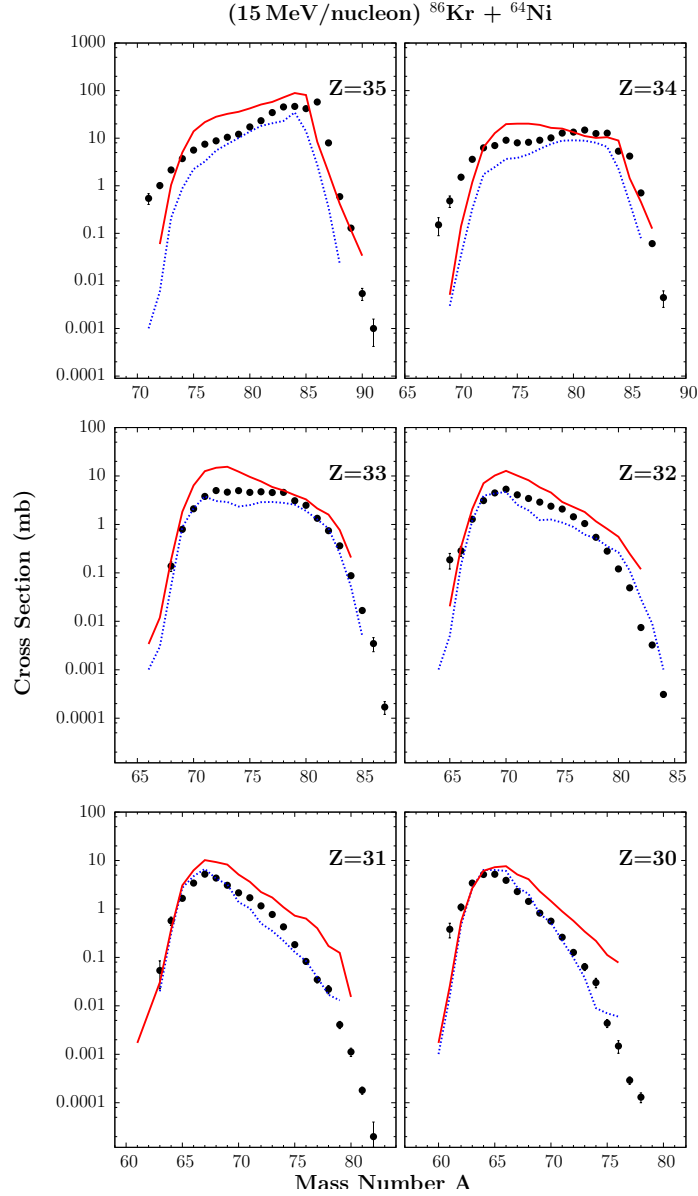 (15 MeV/nucleon) ⁸⁶Kr + ⁶⁴Ni
1000
100
10
1
0.1
0.01
0.001
0.0001
Z=35
Z=34
70 75 80 85 90
65 70 75 80 85 90
100
10
1
0.1
0.01
0.001
0.0001
Z=33
Z=32
65 70 75 80 85
60 65 70 75 80 85
100
10
1
0.1
0.01
0.001
0.0001
Z=31
Z=30
60 65 70 75 80
60 65 70 75 80
Cross Section (mb)
Mass Number A